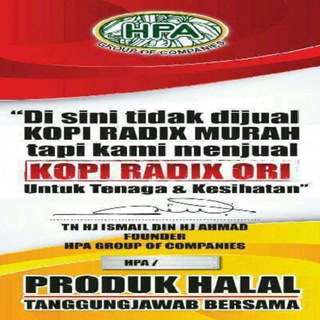 HPA
GROUP OF COMPANIES
"Di sini tidak dijual
KOPI RADIX MURAH
tapi kami menjual
KOPI RADIX ORI
Untuk Tenaga & Kesihatan"
TN HJ ISMAIL BIN HJ AHMAD
FOUNDER
HPA GROUP OF COMPANIES
HPA /
PRODUK HALAL
TANGGUNGJAWAB BERSAMA